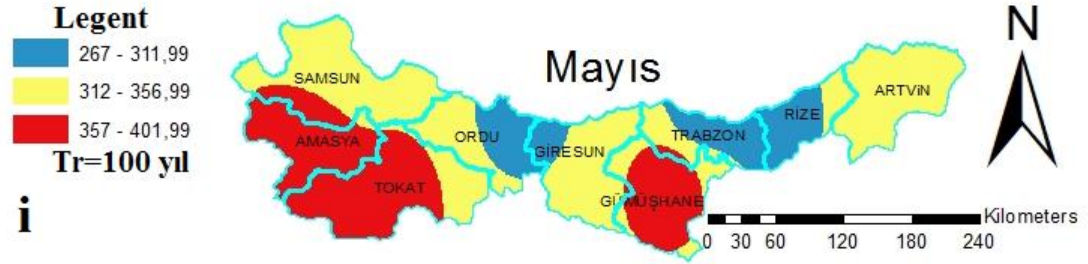 Legent
267 - 311,99
312 - 356,99
357 - 401,99
Tr=100 yıl
i
Mayıs
N
SAMSUN
AMASYA
TOKAT
ORDU
GİRESUN
GÜMÜŞHANE
TRABZON
RİZE
ARTVİN
Kilometers
0 30 60 120 180 240